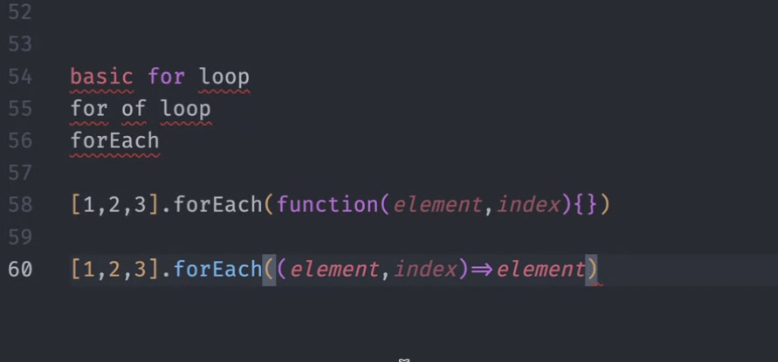 52
53
54 basic for loop
55 for of loop
56 forEach
57
58 [1,2,3].forEach(function(element,index){})
59
60 [1,2,3].forEach((element,index)=>element)